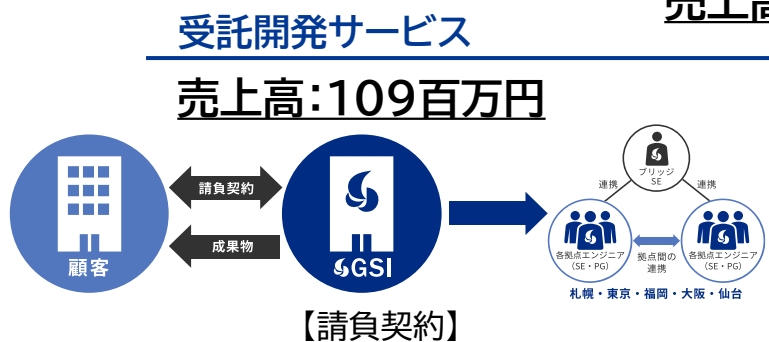 売上高
受託開発サービス
売上高：109百万円
ブリッジ
SE
請負契約
連携
連携
成果物
各拠点エンジニア
（SE・PG）
拠点間の
連携
各拠点エンジニア
（SE・PG）
顧客
GSI
札幌・東京・福岡・大阪・仙台
【請負契約】